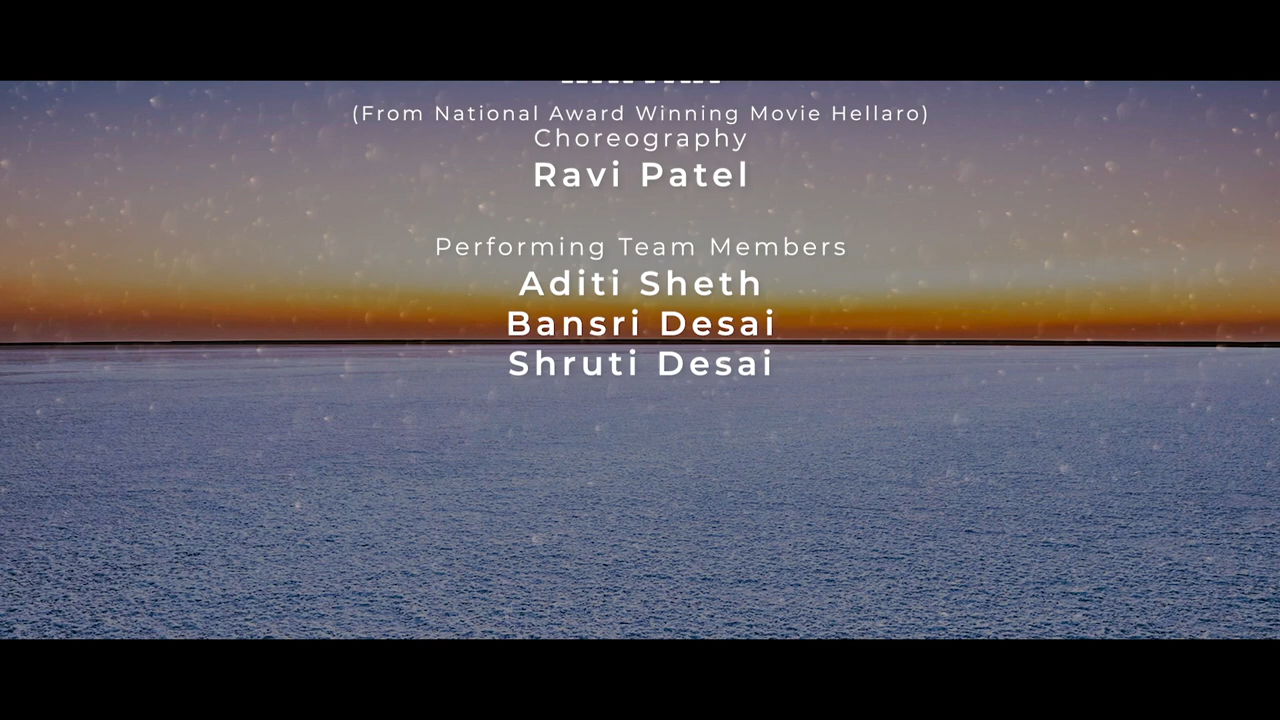 (From National Award Winning Movie Hellaro)
Choreography
Ravi Patel
Performing Team Members
Aditi Sheth
Bansri Desai
Shruti Desai